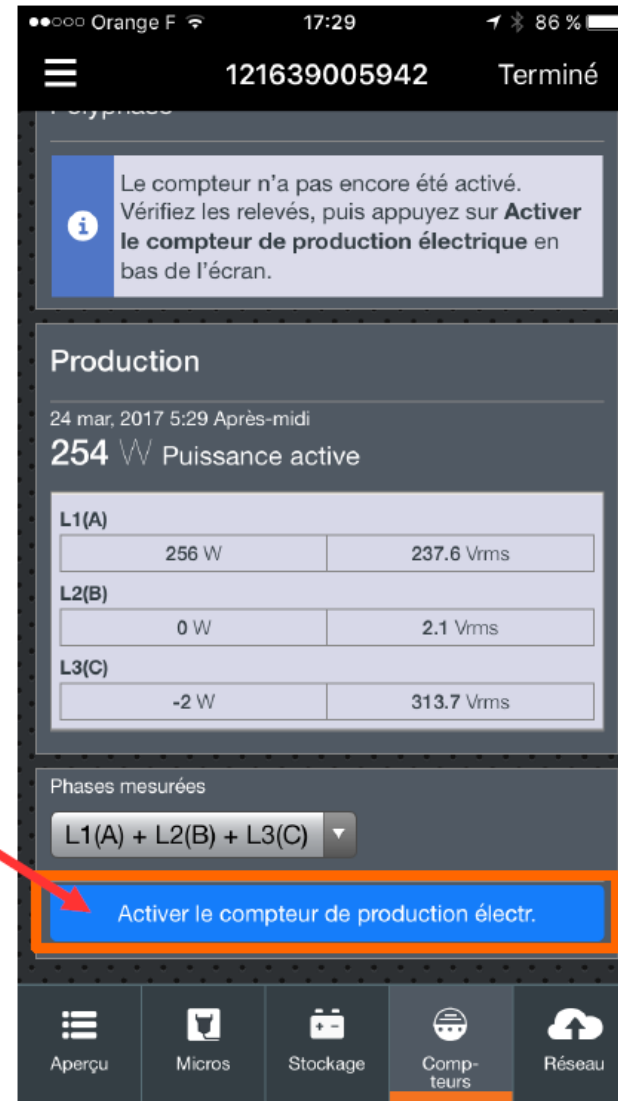 Orange F 17:29 86 %
121639005942 Terminé
Polyphasé
Le compteur n'a pas encore été activé.
Vérifiez les relevés, puis appuyez sur Activer
le compteur de production électrique en
bas de l'écran.
Production
24 mar, 2017 5:29 Après-midi
254 W Puissance active
L1(A)
256 W 237.6 Vrms
L2(B)
0 W 2.1 Vrms
L3(C)
-2 W 313.7 Vrms
Phases mesurées
L1(A) + L2(B) + L3(C)
Activer le compteur de production électr.
Aperçu Micros Stockage Comp-
teurs Réseau